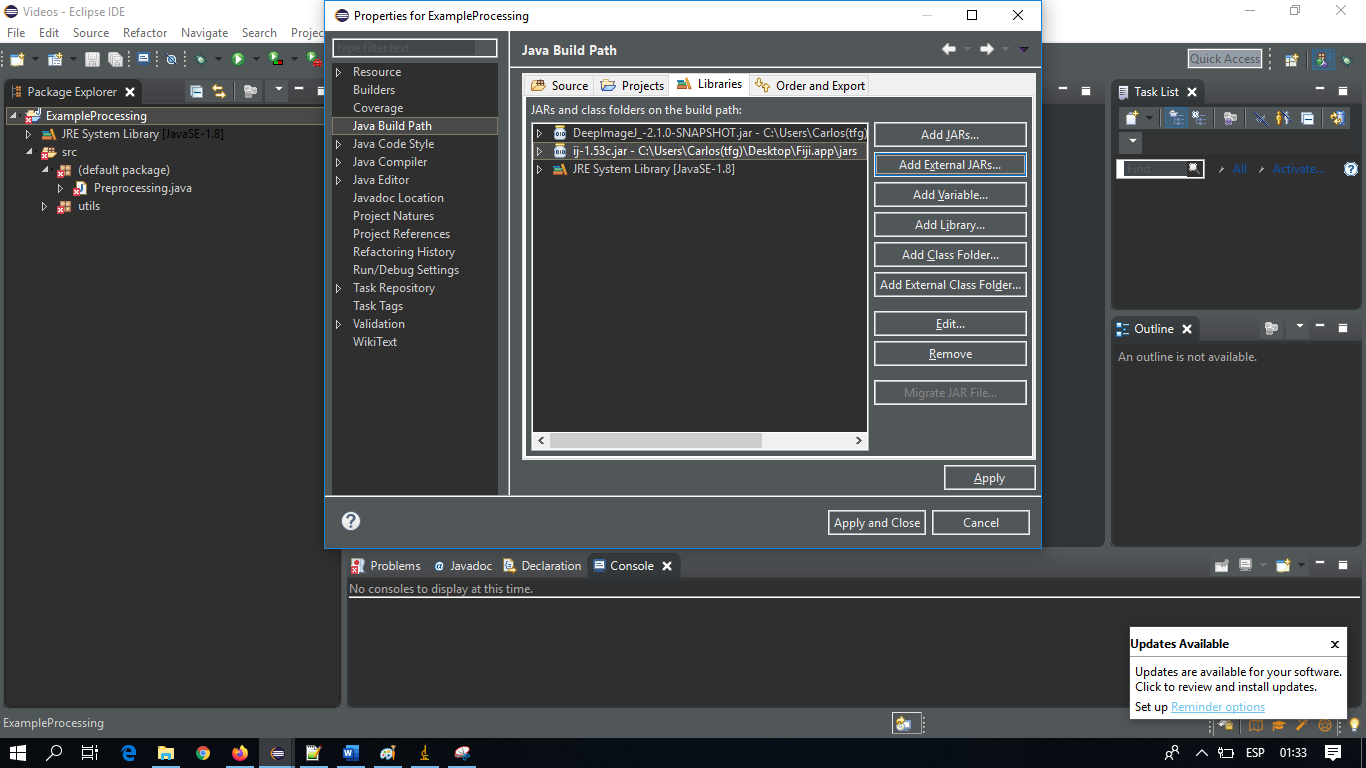 Videos - Eclipse IDE
File Edit Source Refactor Navigate Search Projec
Quick Access
Package Explorer
ExampleProcessing
JRE System Library [JavaSE-1.8]
src
(default package)
Preprocessing.java
utils
Properties for ExampleProcessing
type filter text
Resource
Builders
Coverage
Java Build Path
Java Code Style
Java Compiler
Java Editor
Javadoc Location
Project Natures
Project References
Refactoring History
Run/Debug Settings
Task Repository
Task Tags
Validation
WikiText
Java Build Path
Source Projects Libraries Order and Export
JARs and class folders on the build path:
DeepImageJ_-2.1.0-SNAPSHOT.jar - C:\Users\Carlos(tfg)
ij-1.53c.jar - C:\Users\Carlos(tfg)\Desktop\Fiji.app\jars
JRE System Library [JavaSE-1.8]
Add JARs...
Add External JARs...
Add Variable...
Add Library...
Add Class Folder...
Add External Class Folder...
Edit...
Remove
Migrate JAR File...
Apply
Apply and Close Cancel
Task List
Find All Activate...
Outline
An outline is not available.
Problems Javadoc Declaration Console
No consoles to display at this time.
Updates Available
Updates are available for your software.
Click to review and install updates.
Set up Reminder options
ExampleProcessing
ESP 01:33